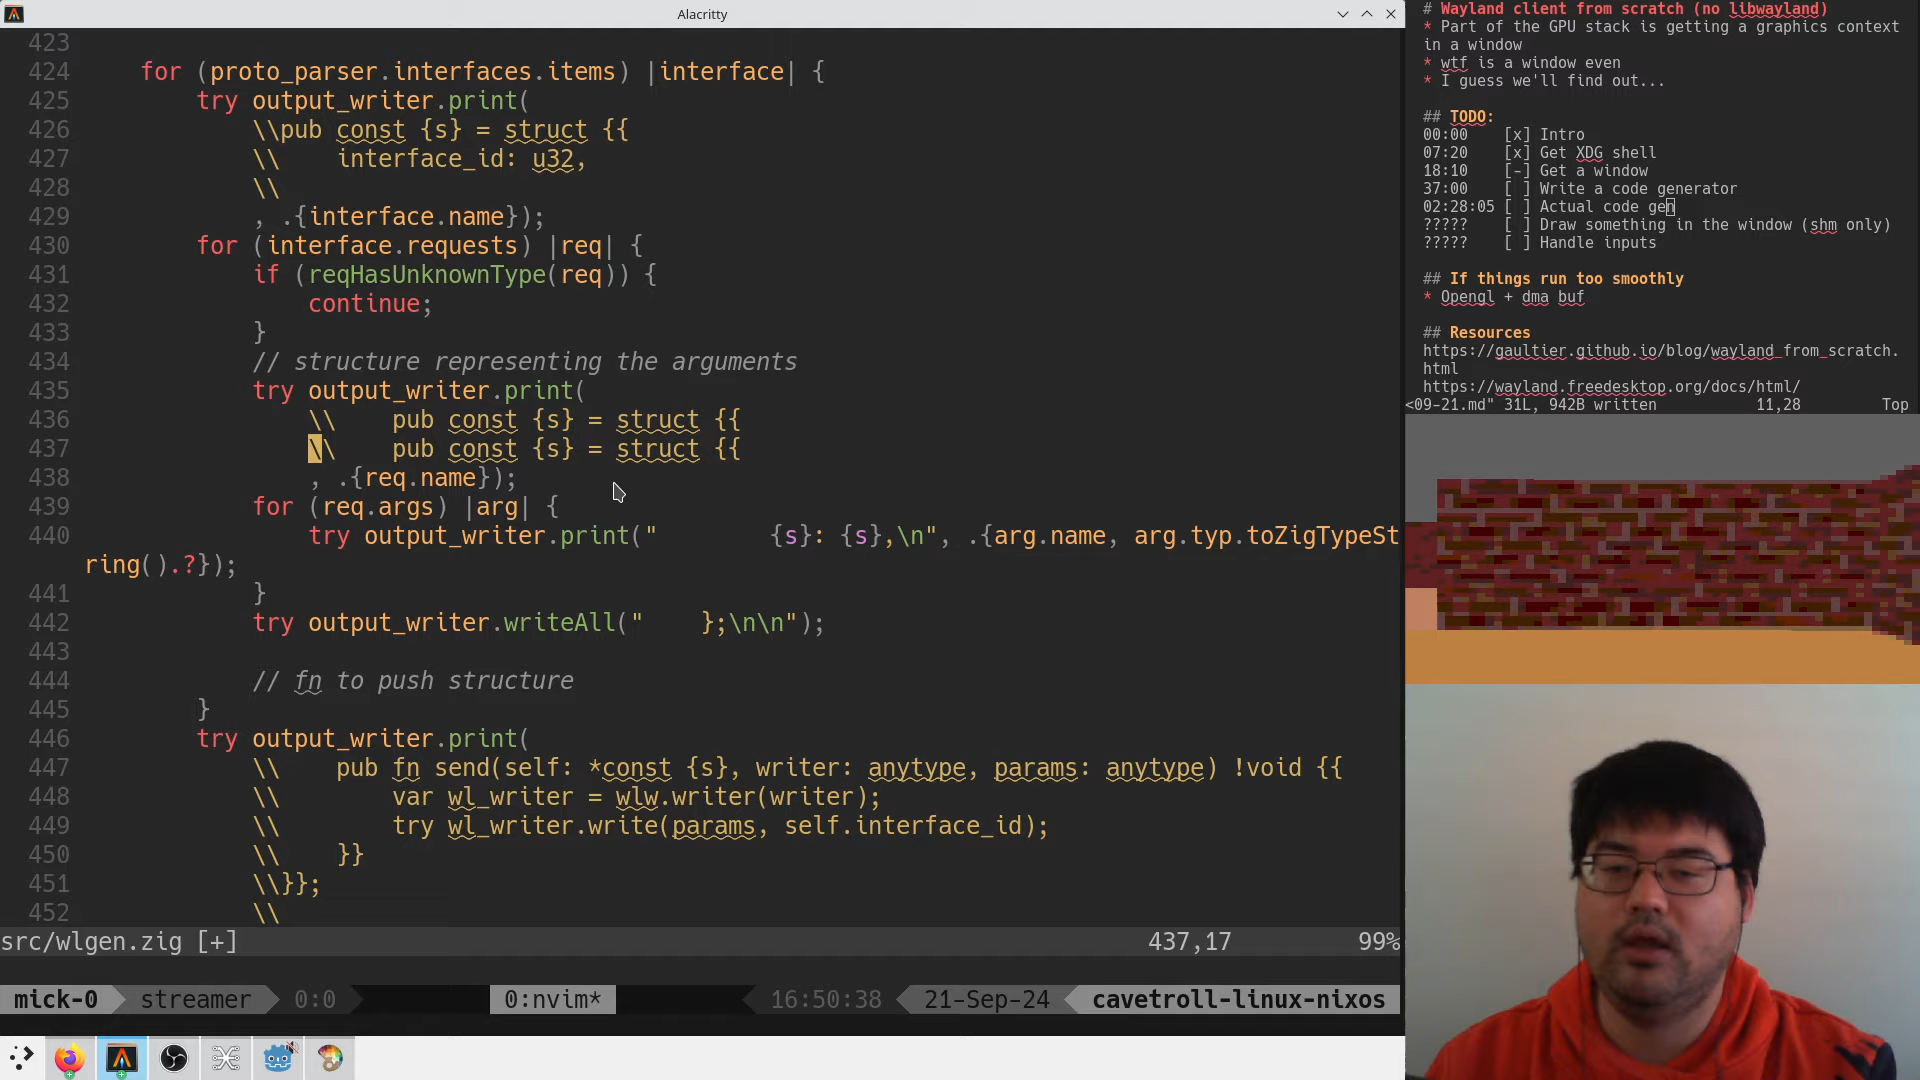 Alacritty
423
424     for (proto_parser.interfaces.items) |interface| {
425         try output_writer.print(
426             \\pub const {s} = struct {{
427             \\    interface_id: u32,
428             \\
429             , .{interface.name});
430         for (interface.requests) |req| {
431             if (reqHasUnknownType(req)) {
432                 continue;
433             }
434             // structure representing the arguments
435             try output_writer.print(
436                 \\    pub const {s} = struct {{
437                 \\    pub const {s} = struct {{
438                 , .{req.name});
439             for (req.args) |arg| {
440                 try output_writer.print("        {s}: {s},\n", .{arg.name, arg.typ.toZigTypeSt
ring().?});
441             }
442             try output_writer.writeAll("    };\n\n");
443
444             // fn to push structure
445         }
446         try output_writer.print(
447             \\    pub fn send(self: *const {s}, writer: anytype, params: anytype) !void {{
448             \\        var wl_writer = wlw.writer(writer);
449             \\        try wl_writer.write(params, self.interface_id);
450             \\    }}
451             \\}};
452             \\
src/wlgen.zig [+] 437,17 99%
mick-0 streamer 0:0 0:nvim* 16:50:38 21-Sep-24 cavetroll-linux-nixos
# Wayland client from scratch (no libwayland)
* Part of the GPU stack is getting a graphics context
in a window
* wtf is a window even
* I guess we'll find out...
## TODO:
00:00    [x] Intro
07:20    [x] Get XDG shell
18:10    [-] Get a window
37:00    [ ] Write a code generator
02:28:05 [ ] Actual code gen
?????    [ ] Draw something in the window (shm only)
?????    [ ] Handle inputs
## If things run too smoothly
* Opengl + dma buf
## Resources
https://gaultier.github.io/blog/wayland_from_scratch.
html
https://wayland.freedesktop.org/docs/html/
<09-21.md" 31L, 942B written 11,28 Top